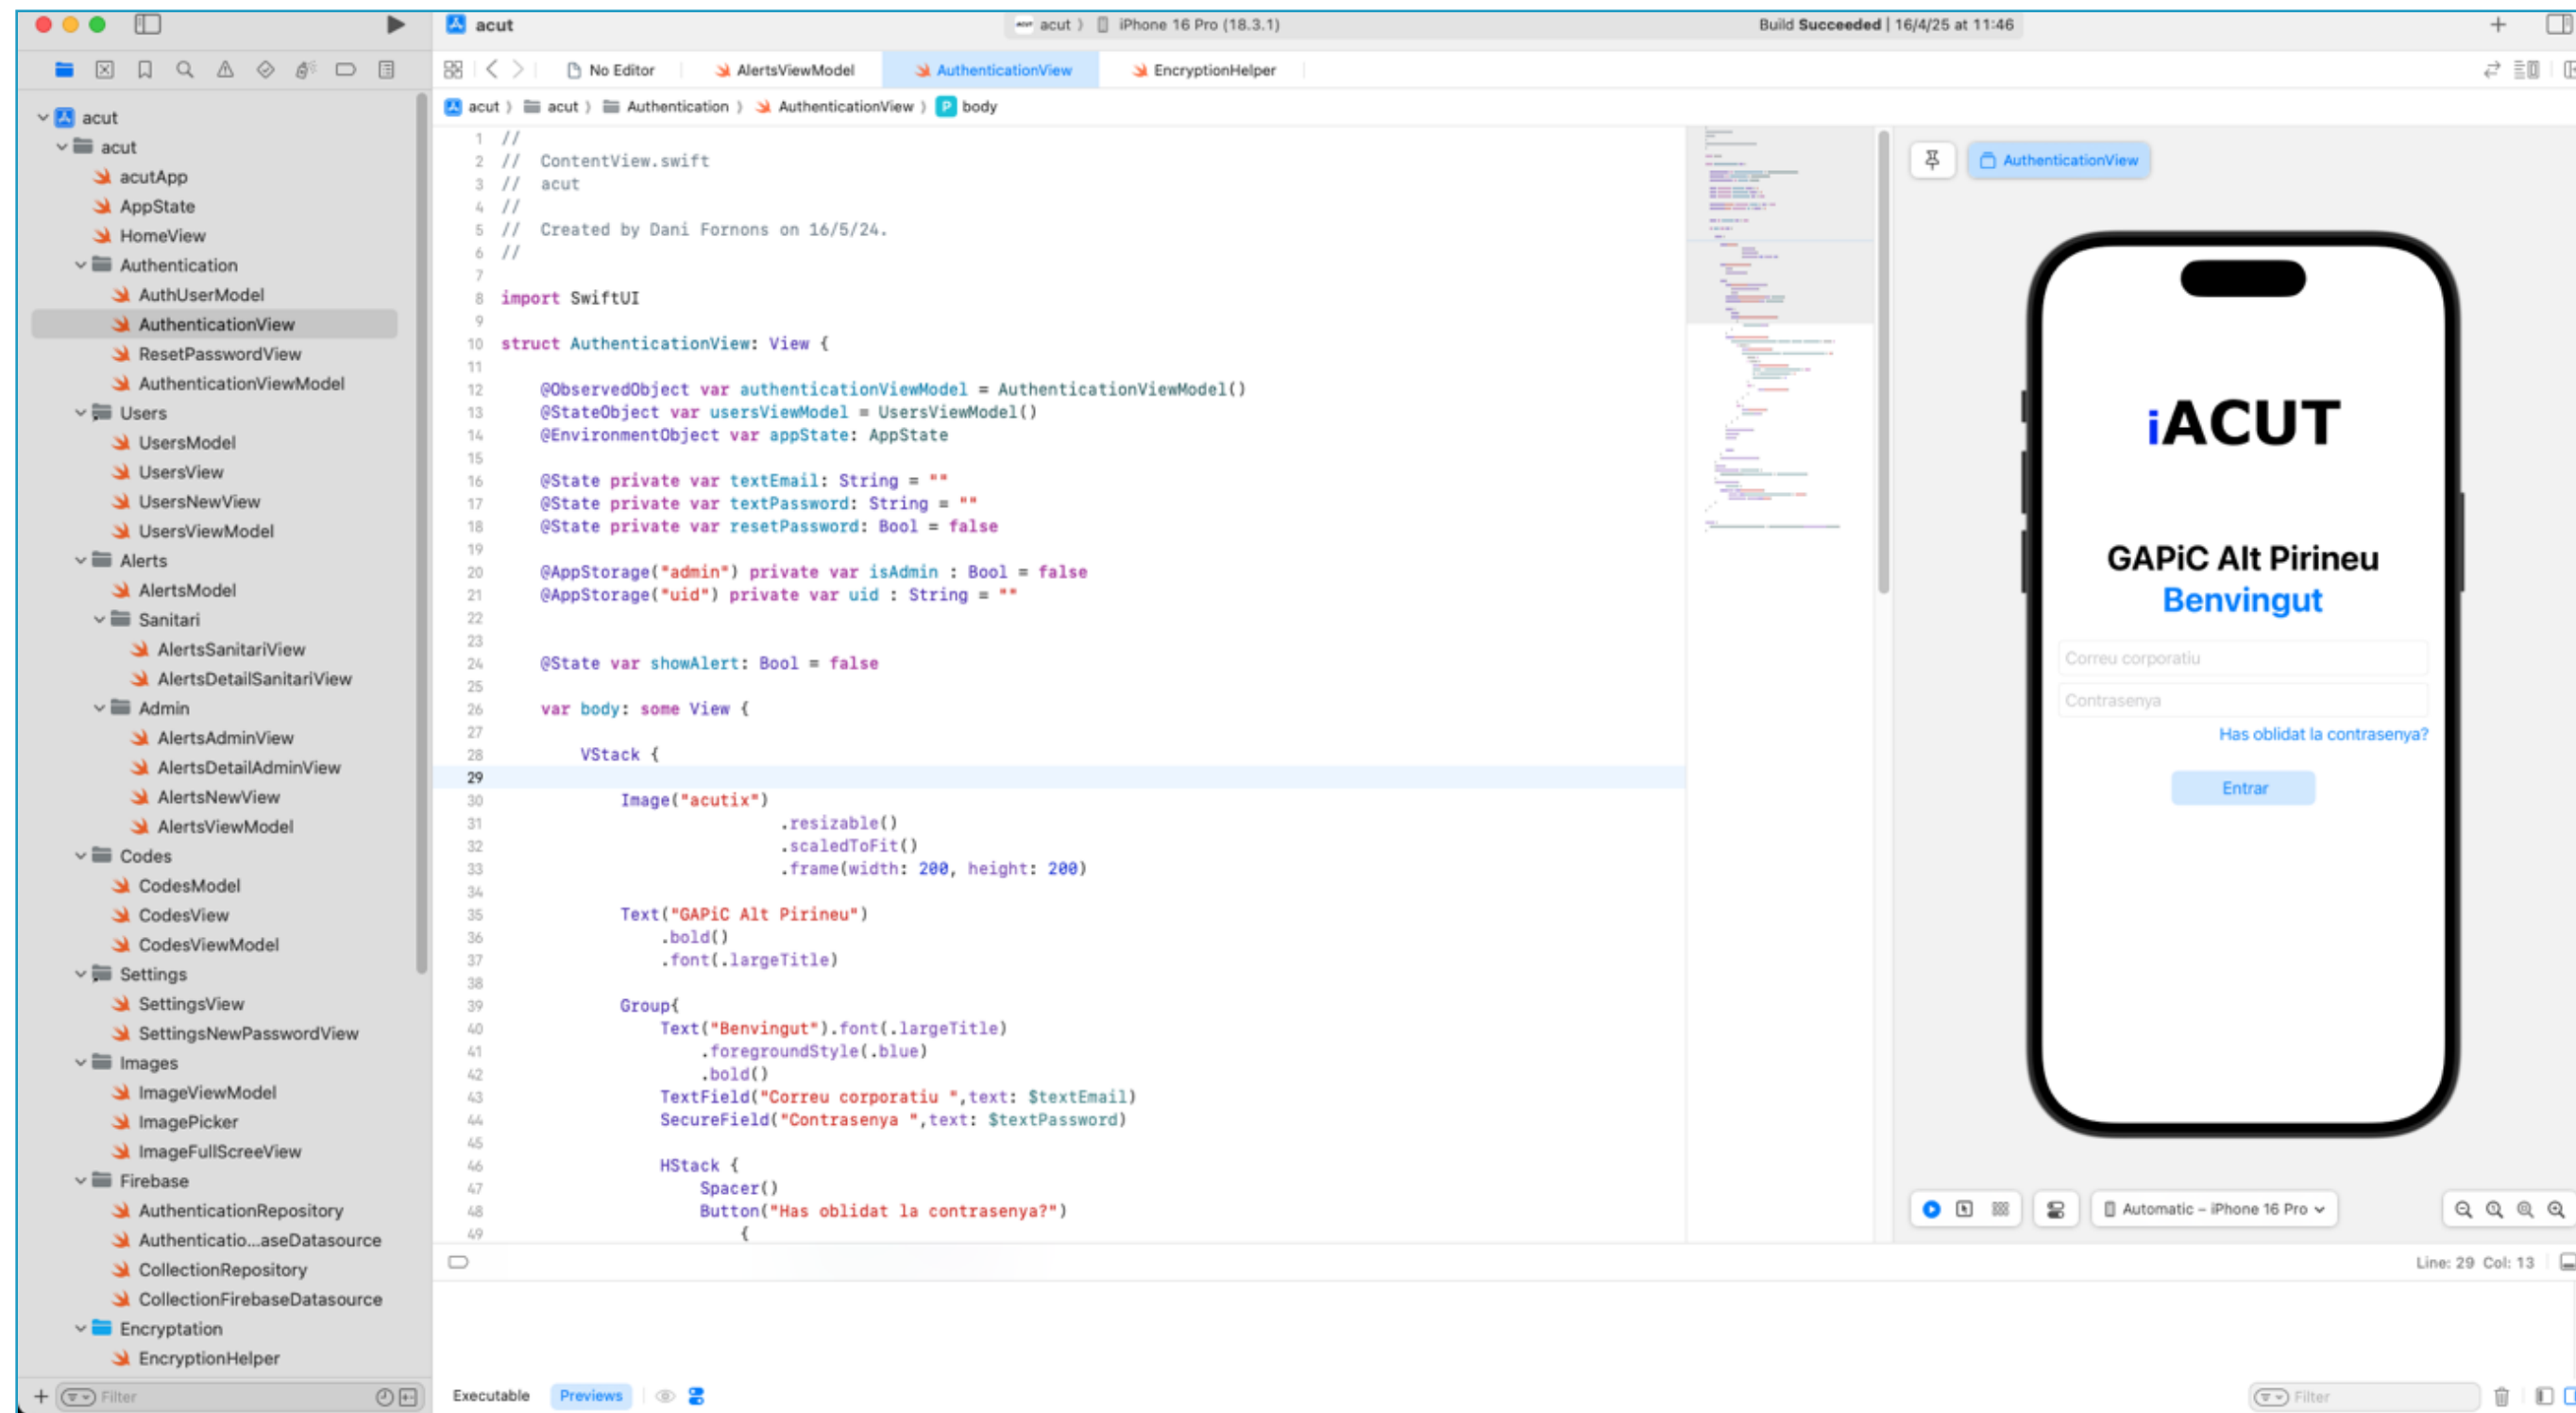 acut
acut
iPhone 16 Pro (18.3.1)
Build Succeeded | 16/4/25 at 11:46
No Editor
AlertsViewModel
AuthenticationView
EncryptionHelper
acut
acut
Authentication
AuthenticationView
P body
acut
acut
acutApp
AppState
HomeView
Authentication
AuthUserModel
AuthenticationView
ResetPasswordView
AuthenticationViewModel
Users
UsersModel
UsersView
UsersNewView
UsersViewModel
Alerts
AlertsModel
Sanitari
AlertsSanitariView
AlertsDetailSanitariView
Admin
AlertsAdminView
AlertsDetailAdminView
AlertsNewView
AlertsViewModel
Codes
CodesModel
CodesView
CodesViewModel
Settings
SettingsView
SettingsNewPasswordView
Images
ImageViewModel
ImagePicker
ImageFullScreeView
Firebase
AuthenticationRepository
Authenticatio...aseDatasource
CollectionRepository
CollectionFirebaseDatasource
Encryptation
EncryptionHelper
Filter
1 //
2 // ContentView.swift
3 // acut
4 //
5 // Created by Dani Fornons on 16/5/24.
6 //
7
8 import SwiftUI
9
10 struct AuthenticationView: View {
11
12 @ObservedObject var authenticationViewModel = AuthenticationViewModel()
13 @StateObject var usersViewModel = UsersViewModel()
14 @EnvironmentObject var appState: AppState
15
16 @State private var textEmail: String = ""
17 @State private var textPassword: String = ""
18 @State private var resetPassword: Bool = false
19
20 @AppStorage("admin") private var isAdmin : Bool = false
21 @AppStorage("uid") private var uid : String = ""
22
23
24 @State var showAlert: Bool = false
25
26 var body: some View {
27
28 VStack {
29
30 Image("acutix")
31 .resizable()
32 .scaledToFit()
33 .frame(width: 200, height: 200)
34
35 Text("GAPiC Alt Pirineu")
36 .bold()
37 .font(.largeTitle)
38
39 Group{
40 Text("Benvingut").font(.largeTitle)
41 .foregroundStyle(.blue)
42 .bold()
43 TextField("Correu corporatiu ",text: $textEmail)
44 SecureField("Contrasenya ",text: $textPassword)
45
46 HStack {
47 Spacer()
48 Button("Has oblidat la contrasenya?")
49 {
AuthenticationView
iACUT
GAPiC Alt Pirineu
Benvingut
Correu corporatiu
Contrasenya
Has oblidat la contrasenya?
Entrar
Automatic – iPhone 16 Pro
Line: 29 Col: 13
Executable
Previews
Filter